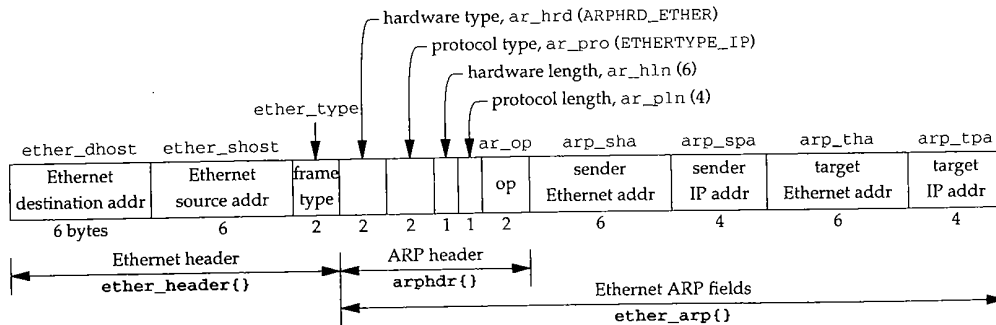 hardware type, ar_hrd (ARPHRD_ETHER)
protocol type, ar_pro (ETHERTYPE_IP)
hardware length, ar_hln (6)
protocol length, ar_pln (4)
ether_type
ether_dhost ether_shost ar_op arp_sha arp_spa arp_tha arp_tpa
Ethernet destination addr
Ethernet source addr
frame type
op
sender Ethernet addr
sender IP addr
target Ethernet addr
target IP addr
6 bytes 6 2 2 2 1 1 2 6 4 6 4
Ethernet header
ether_header{}
ARP header
arphdr{}
Ethernet ARP fields
ether_arp{}